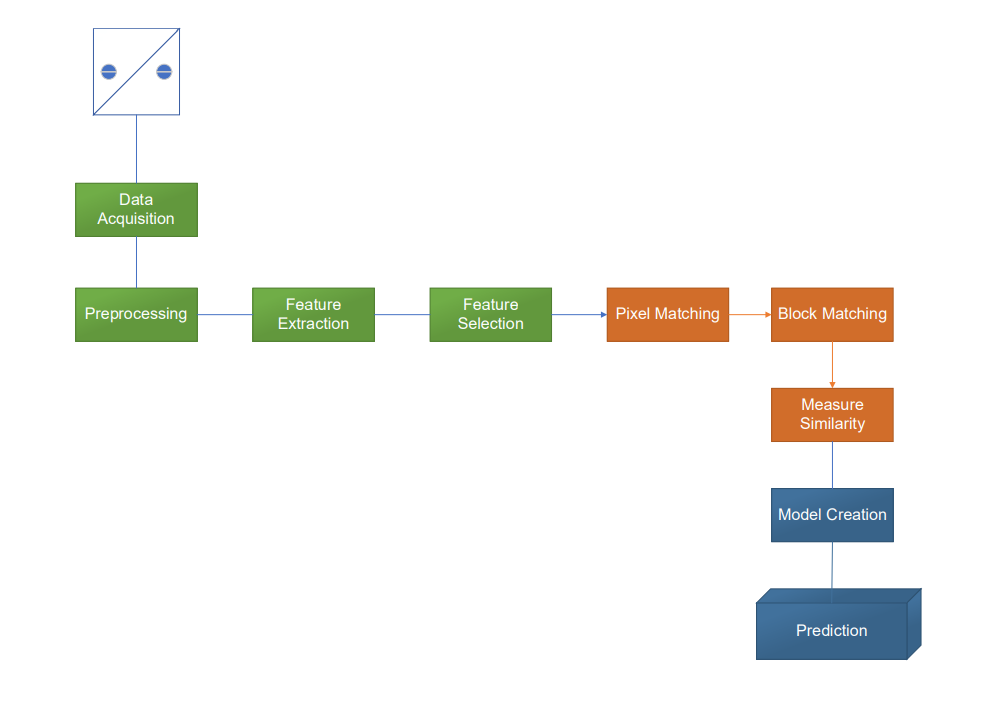 Data
Acquisition
Preprocessing
Feature
Extraction
Feature
Selection
Pixel Matching
Block Matching
Measure
Similarity
Model Creation
Prediction